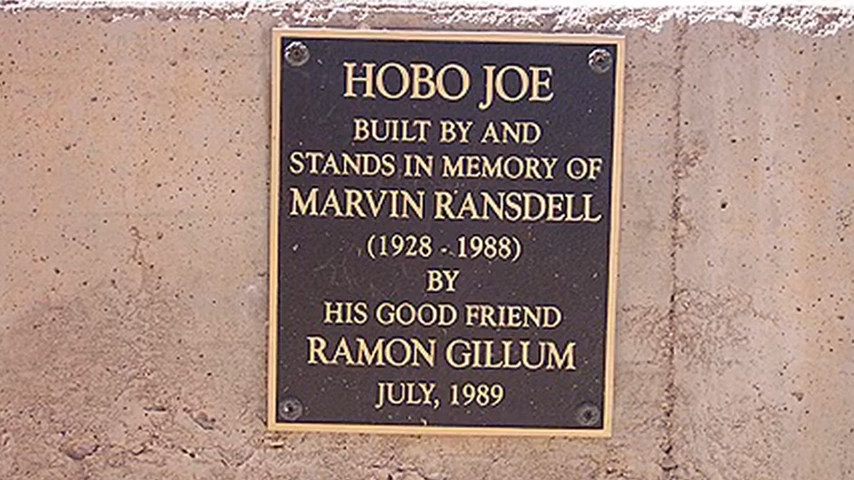 HOBO JOE
BUILT BY AND
STANDS IN MEMORY OF
MARVIN RANSDELL
(1928 - 1988)
BY
HIS GOOD FRIEND
RAMON GILLUM
JULY, 1989